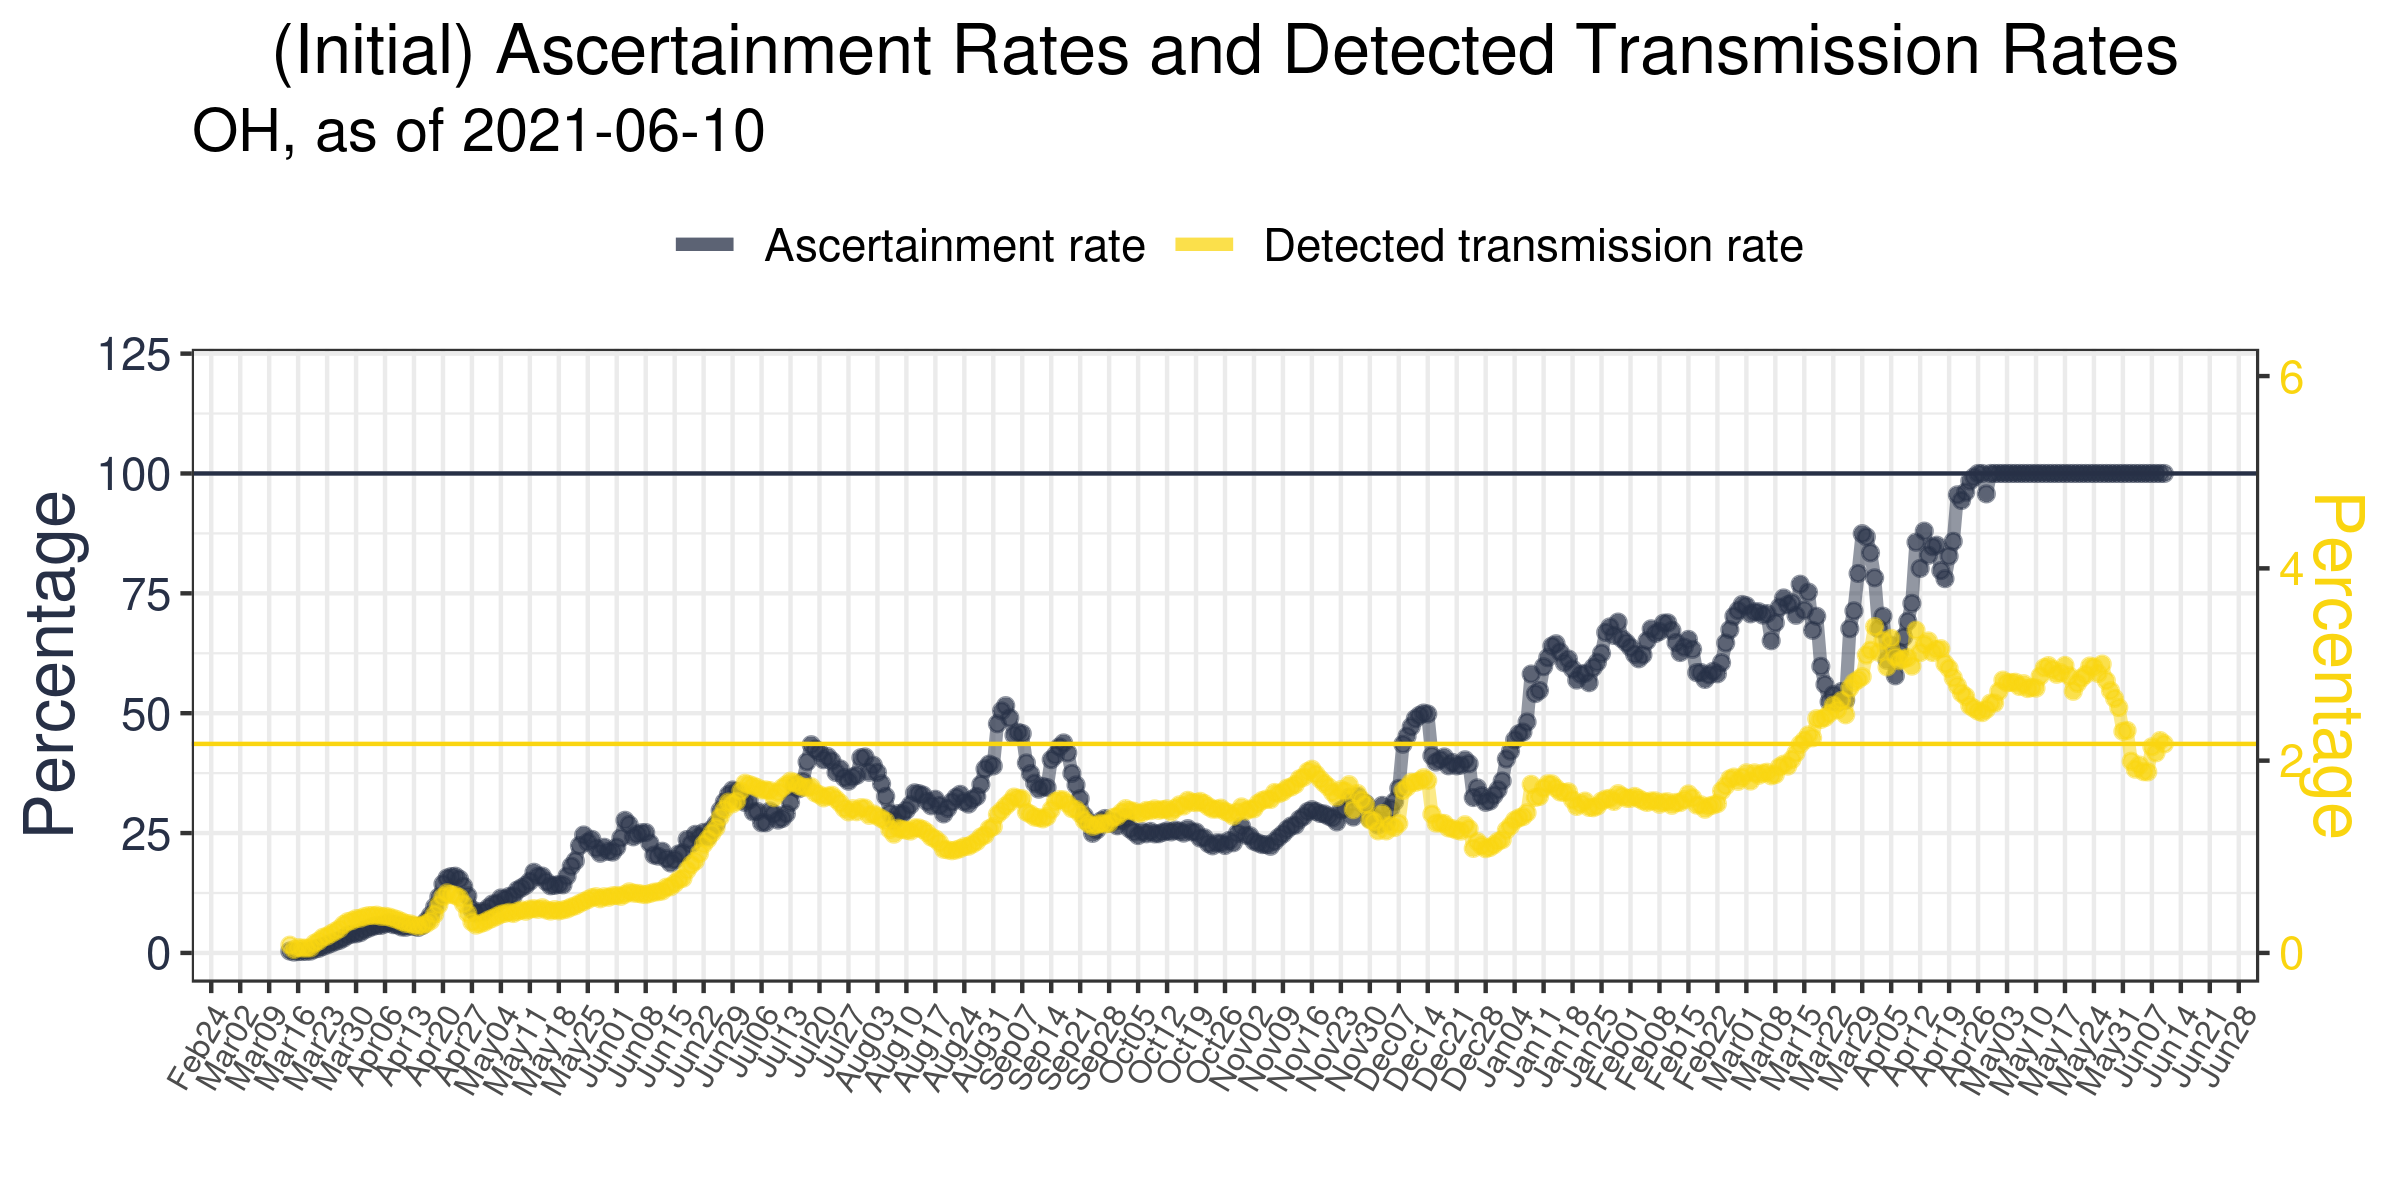 (Initial) Ascertainment Rates and Detected Transmission Rates
OH, as of 2021-06-10
Ascertainment rate
Detected transmission rate
125
100
75
50
25
0
Percentage
6
4
2
0
Percentage
Feb24
Mar02
Mar09
Mar16
Mar23
Mar30
Apr06
Apr13
Apr20
Apr27
May04
May11
May18
May25
Jun01
Jun08
Jun15
Jun22
Jun29
Jul06
Jul13
Jul20
Jul27
Aug03
Aug10
Aug17
Aug24
Aug31
Sep07
Sep14
Sep21
Sep28
Oct05
Oct12
Oct19
Oct26
Nov02
Nov09
Nov16
Nov23
Nov30
Dec07
Dec14
Dec21
Dec28
Jan04
Jan11
Jan18
Jan25
Feb01
Feb08
Feb15
Feb22
Mar01
Mar08
Mar15
Mar22
Mar29
Apr05
Apr12
Apr19
Apr26
May03
May10
May17
May24
May31
Jun07
Jun14
Jun21
Jun28